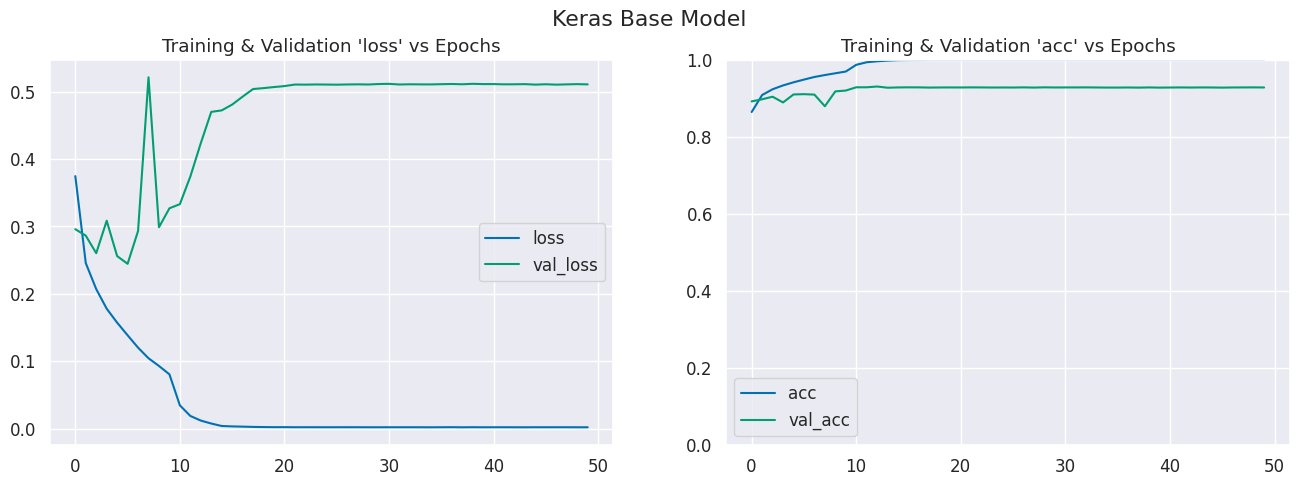 Keras Base Model
Training & Validation 'loss' vs Epochs
0.5
0.4
0.3
0.2
0.1
0.0
0 10 20 30 40 50
loss
val_loss
Training & Validation 'acc' vs Epochs
1.0
0.8
0.6
0.4
0.2
0.0
0 10 20 30 40 50
acc
val_acc